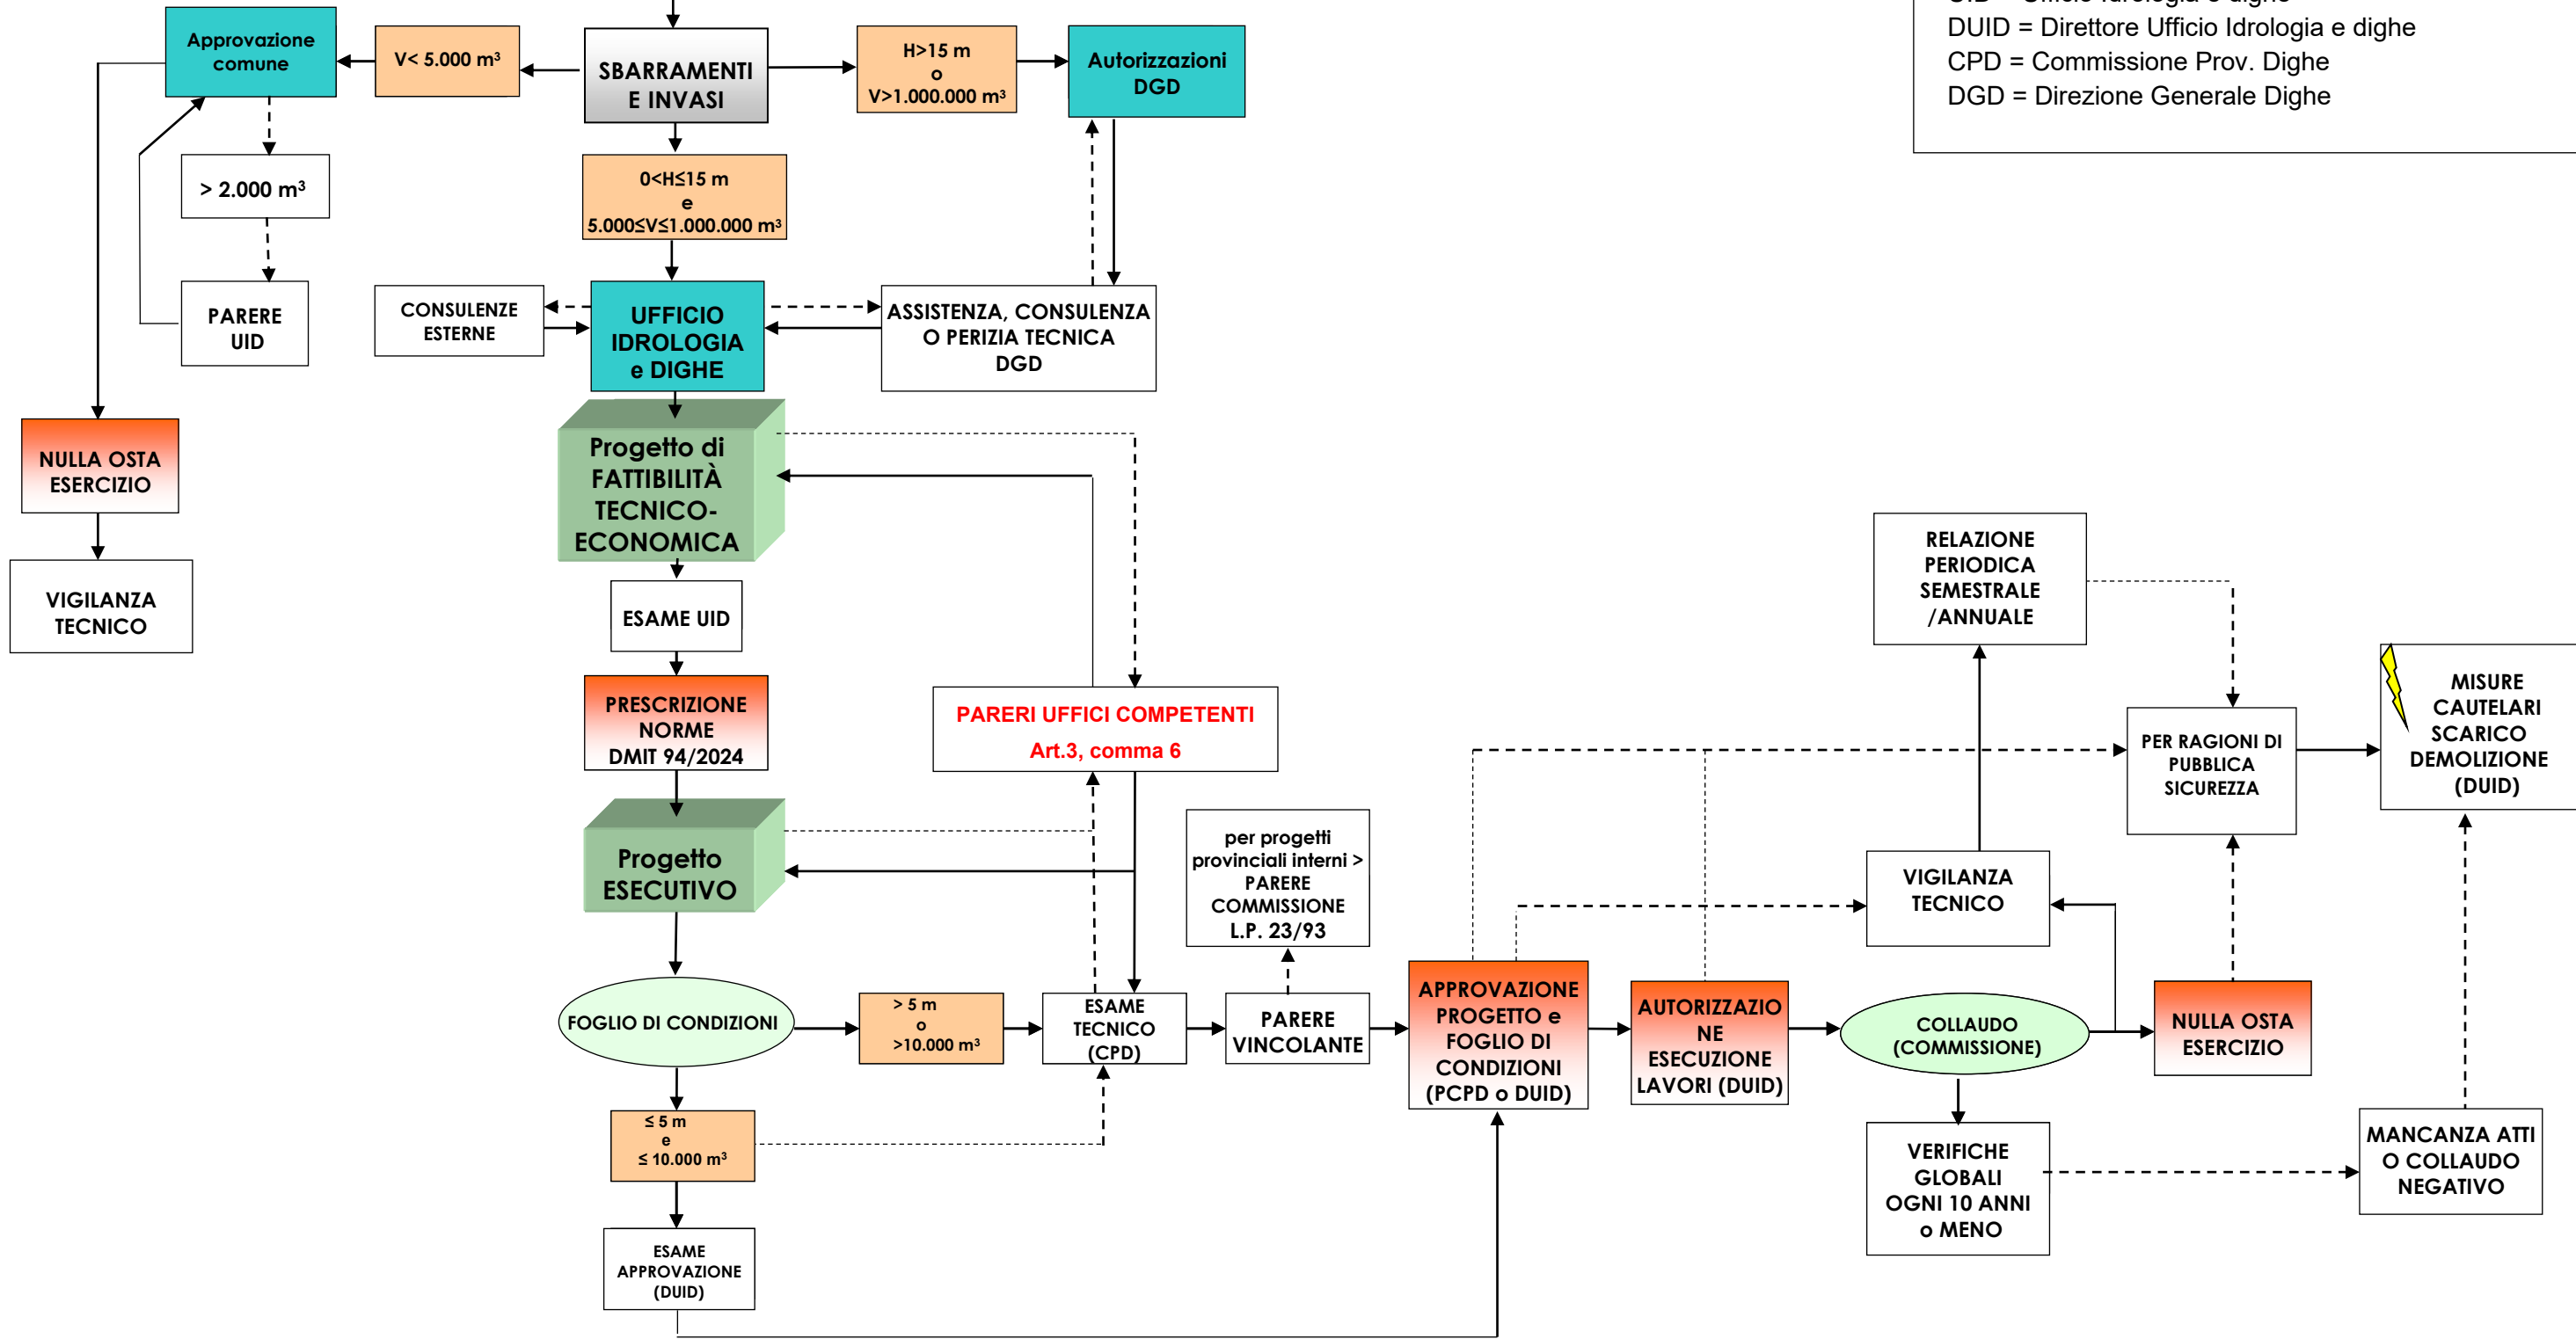 UID = Ufficio Idrologia e dighe
DUID = Direttore Ufficio Idrologia e dighe
CPD = Commissione Prov. Dighe
DGD = Direzione Generale Dighe
Approvazione
comune
V< 5.000 m³
SBARRAMENTI
E INVASI
H>15 m
o
V>1.000.000 m³
Autorizzazioni
DGD
> 2.000 m³
0<H≤15 m
e
5.000≤V≤1.000.000 m³
PARERE
UID
CONSULENZE
ESTERNE
UFFICIO
IDROLOGIA
e DIGHE
ASSISTENZA, CONSULENZA
O PERIZIA TECNICA
DGD
NULLA OSTA
ESERCIZIO
VIGILANZA
TECNICO
Progetto di
FATTIBILITÀ
TECNICO-
ECONOMICA
ESAME UID
PRESCRIZIONE
NORME
DMIT 94/2024
PARERI UFFICI COMPETENTI
Art.3, comma 6
Progetto
ESECUTIVO
per progetti
provinciali interni >
PARERE
COMMISSIONE
L.P. 23/93
FOGLIO DI CONDIZIONI
> 5 m
o
>10.000 m³
ESAME
TECNICO
(CPD)
PARERE
VINCOLANTE
≤ 5 m
e
≤ 10.000 m³
ESAME
APPROVAZIONE
(DUID)
APPROVAZIONE
PROGETTO e
FOGLIO DI
CONDIZIONI
(PCPD o DUID)
AUTORIZZAZIO
NE
ESECUZIONE
LAVORI (DUID)
COLLAUDO
(COMMISSIONE)
NULLA OSTA
ESERCIZIO
VIGILANZA
TECNICO
RELAZIONE
PERIODICA
SEMESTRALE
/ANNUALE
PER RAGIONI DI
PUBBLICA
SICUREZZA
MISURE
CAUTELARI
SCARICO
DEMOLIZIONE
(DUID)
VERIFICHE
GLOBALI
OGNI 10 ANNI
o MENO
MANCANZA ATTI
O COLLAUDO
NEGATIVO